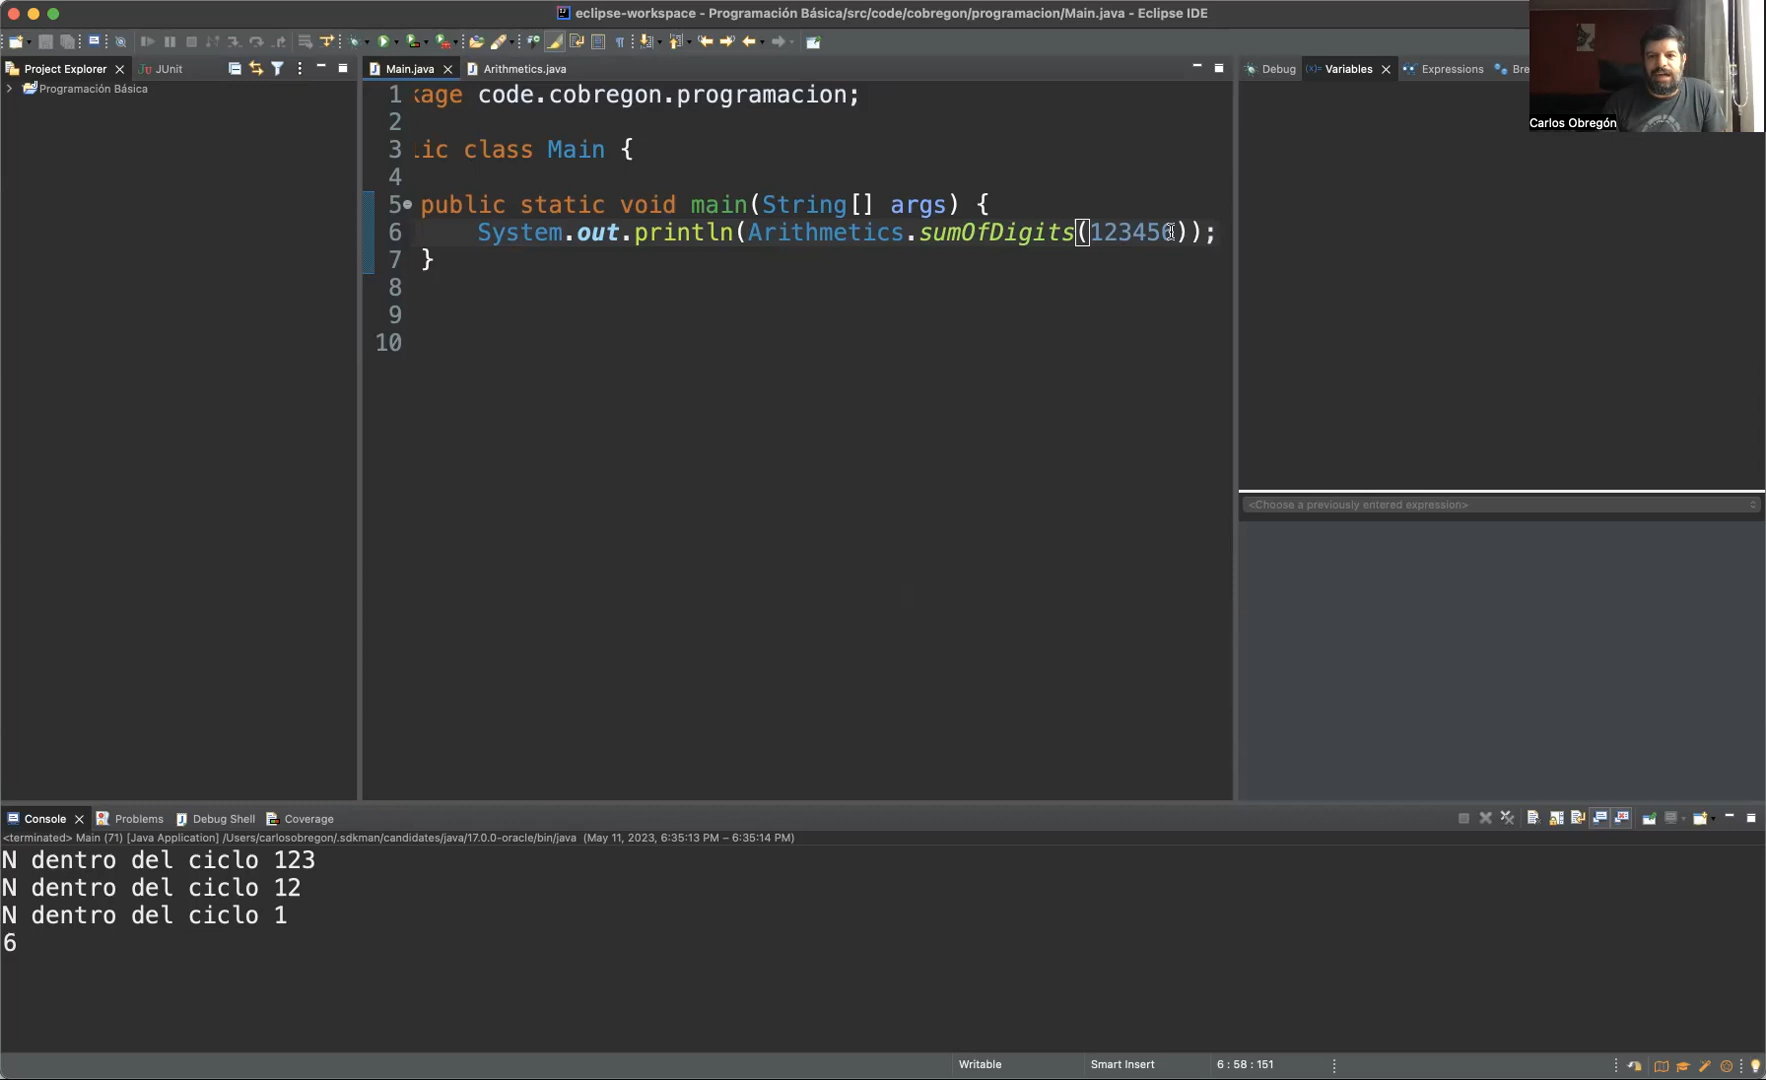 eclipse-workspace - Programación Básica/src/code/cobregon/programacion/Main.java - Eclipse IDE
Project Explorer
JUnit
Main.java
Arithmetics.java
Debug
Variables
Expressions
Bre
Carlos Obregón
Programación Básica
1 kage code.cobregon.programacion;
2
3 lic class Main {
4
5 public static void main(String[] args) {
6 System.out.println(Arithmetics.sumOfDigits(123456));
7 }
8
9
10
<Choose a previously entered expression>
Console
Problems
Debug Shell
Coverage
<terminated> Main (71) [Java Application] /Users/carlosobregon/.sdkman/candidates/java/17.0.0-oracle/bin/java (May 11, 2023, 6:35:13 PM – 6:35:14 PM)
N dentro del ciclo 123
N dentro del ciclo 12
N dentro del ciclo 1
6
Writable
Smart Insert
6 : 58 : 151